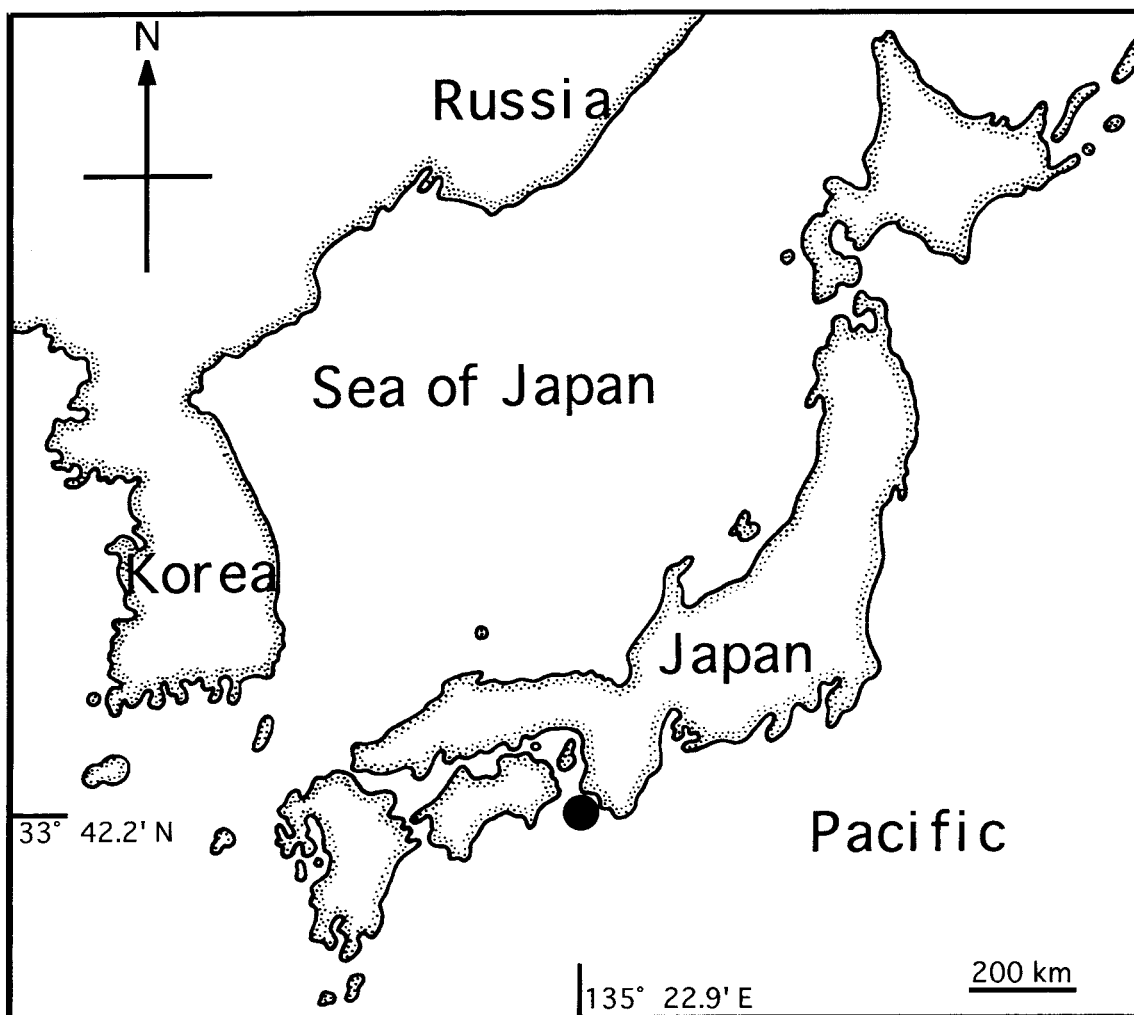 N
Russia
Sea of Japan
Korea
Japan
33° 42.2' N
Pacific
200 km
135° 22.9' E